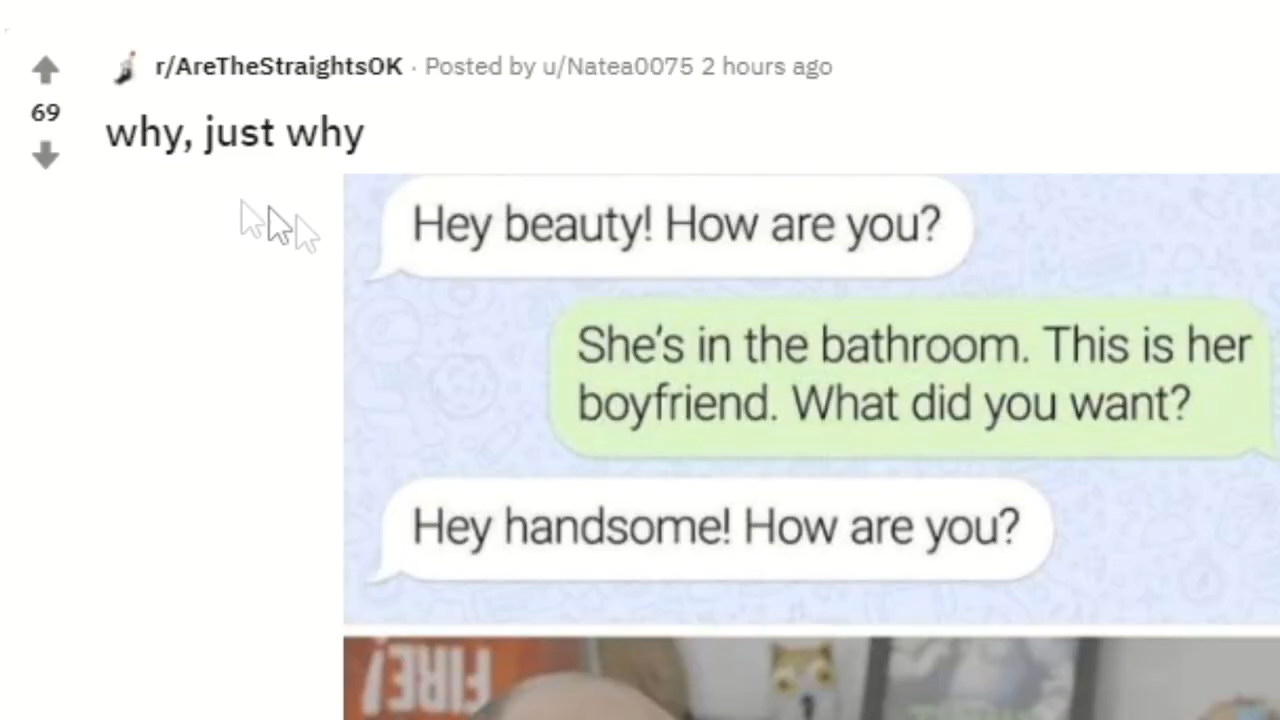 r/AreTheStraightsOK · Posted by u/Natea0075 2 hours ago
69
why, just why
Hey beauty! How are you?
She's in the bathroom. This is her
boyfriend. What did you want?
Hey handsome! How are you?
FIRE!